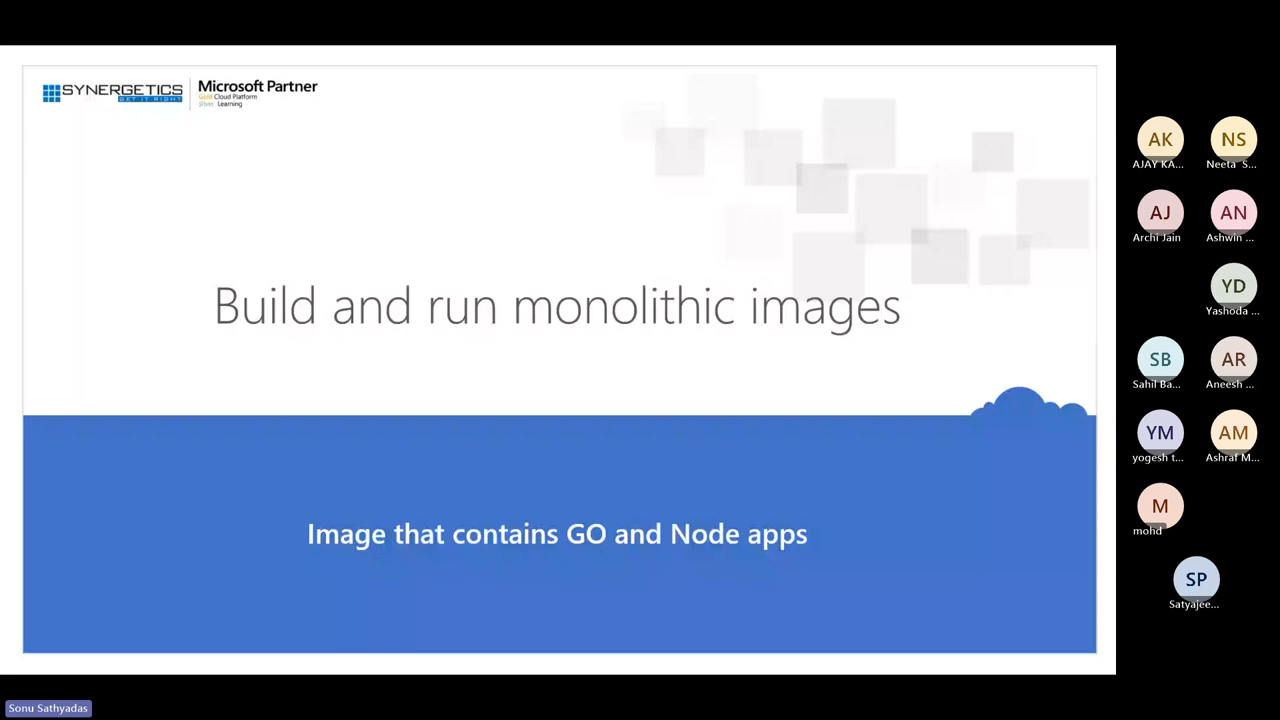 SYNERGETICS
GET IT RIGHT
Microsoft Partner
Gold Cloud Platform
Silver Learning
Build and run monolithic images
Image that contains GO and Node apps
AK
AJAY KA...
NS
Neeta S...
AJ
Archi Jain
AN
Ashwin ...
YD
Yashoda ...
SB
Sahil Ba...
AR
Aneesh ...
YM
yogesh t...
AM
Ashraf M...
M
mohd
SP
Satyajee...
Sonu Sathyadas